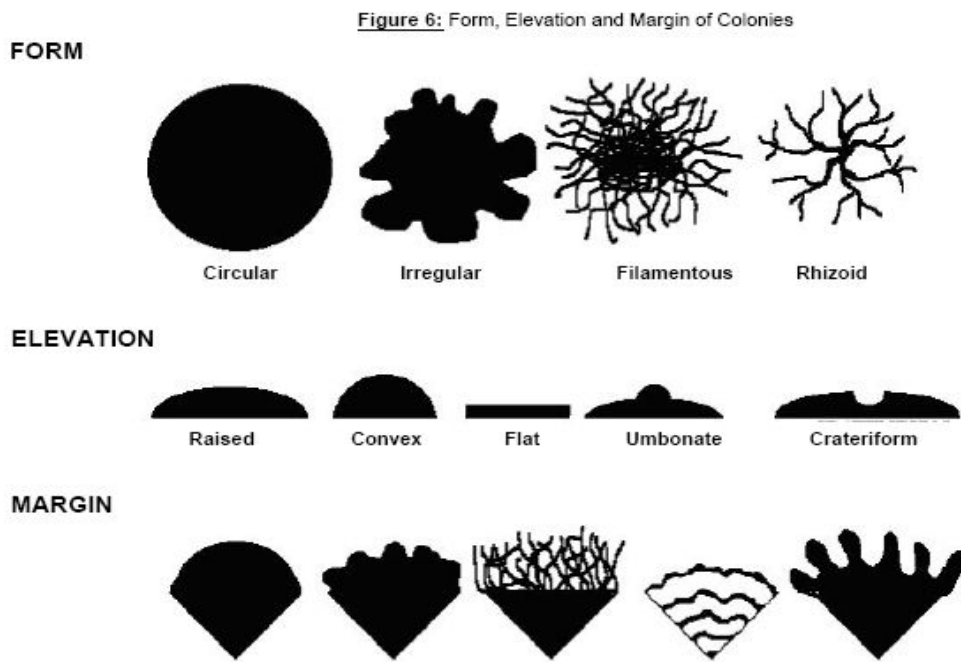 Figure 6: Form, Elevation and Margin of Colonies
FORM
Circular Irregular Filamentous Rhizoid
ELEVATION
Raised Convex Flat Umbonate Crateriform
MARGIN